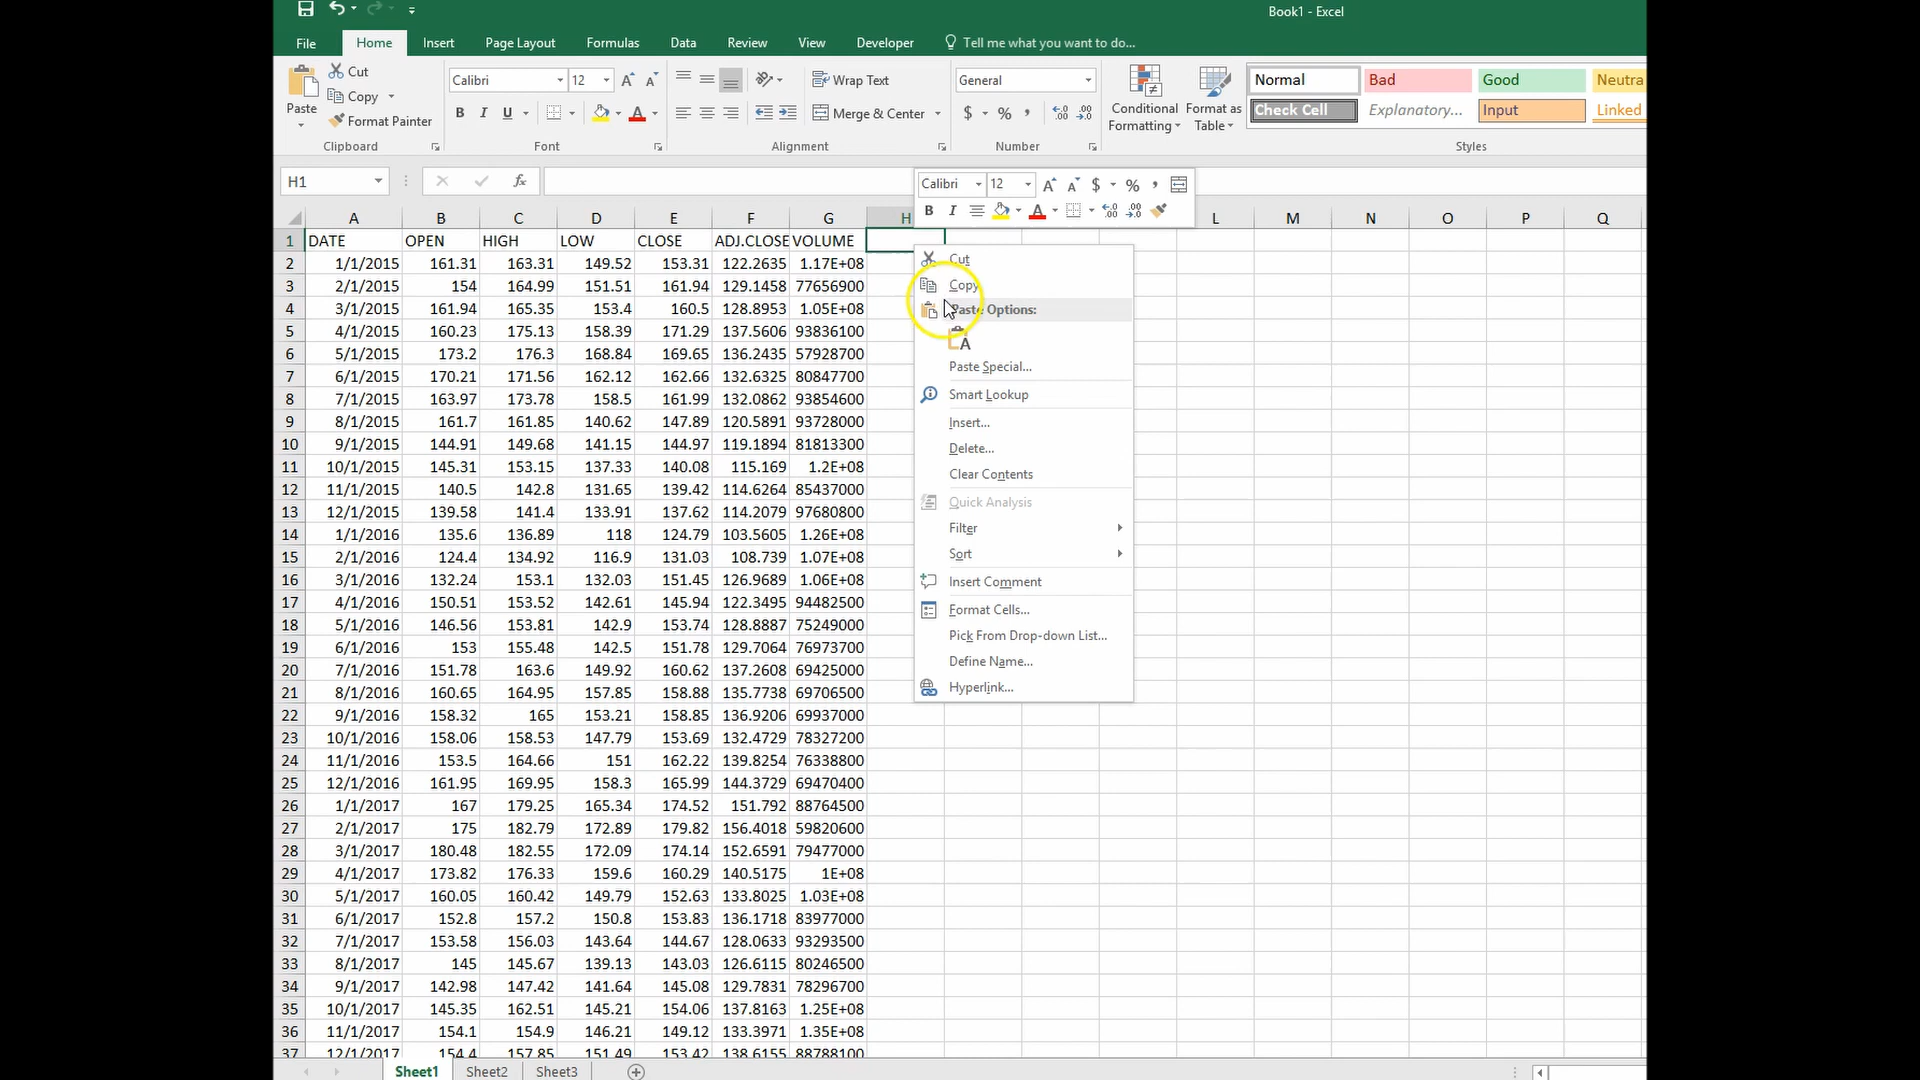 Book1 - Excel
File Home Insert Page Layout Formulas Data Review View Developer Tell me what you want to do...
Paste
Cut
Copy
Format Painter
Clipboard
Calibri 12
B I U A
Font
Wrap Text
Merge & Center
Alignment
General
$ % ,
Number
Conditional Formatting
Format as Table
Normal Bad Good Neutra
Check Cell Explanatory... Input Linked
Styles
H1 fx
Calibri 12 $ % ,
B I A
A B C D E F G H L M N O P Q
1 DATE OPEN HIGH LOW CLOSE ADJ.CLOSE VOLUME
2 1/1/2015 161.31 163.31 149.52 153.31 122.2635 1.17E+08
3 2/1/2015 154 164.99 151.51 161.94 129.1458 77656900
4 3/1/2015 161.94 165.35 153.4 160.5 128.8953 1.05E+08
5 4/1/2015 160.23 175.13 158.39 171.29 137.5606 93836100
6 5/1/2015 173.2 176.3 168.84 169.65 136.2435 57928700
7 6/1/2015 170.21 171.56 162.12 162.66 132.6325 80847700
8 7/1/2015 163.97 173.78 158.5 161.99 132.0862 93854600
9 8/1/2015 161.7 161.85 140.62 147.89 120.5891 93728000
10 9/1/2015 144.91 149.68 141.15 144.97 119.1894 81813300
11 10/1/2015 145.31 153.15 137.33 140.08 115.169 1.2E+08
12 11/1/2015 140.5 142.8 131.65 139.42 114.6264 85437000
13 12/1/2015 139.58 141.4 133.91 137.62 114.2079 97680800
14 1/1/2016 135.6 136.89 118 124.79 103.5605 1.26E+08
15 2/1/2016 124.4 134.92 116.9 131.03 108.739 1.07E+08
16 3/1/2016 132.24 153.1 132.03 151.45 126.9689 1.06E+08
17 4/1/2016 150.51 153.52 142.61 145.94 122.3495 94482500
18 5/1/2016 146.56 153.81 142.9 153.74 128.8887 75249000
19 6/1/2016 153 155.48 142.5 151.78 129.7064 76973700
20 7/1/2016 151.78 163.6 149.92 160.62 137.2608 69425000
21 8/1/2016 160.65 164.95 157.85 158.88 135.7738 69706500
22 9/1/2016 158.32 165 153.21 158.85 136.9206 69937000
23 10/1/2016 158.06 158.53 147.79 153.69 132.4729 78327200
24 11/1/2016 153.5 164.66 151 162.22 139.8254 76338800
25 12/1/2016 161.95 169.95 158.3 165.99 144.3729 69470400
26 1/1/2017 167 179.25 165.34 174.52 151.792 88764500
27 2/1/2017 175 182.79 172.89 179.82 156.4018 59820600
28 3/1/2017 180.48 182.55 172.09 174.14 152.6591 79477000
29 4/1/2017 173.82 176.33 159.6 160.29 140.5175 1E+08
30 5/1/2017 160.05 160.42 149.79 152.63 133.8025 1.03E+08
31 6/1/2017 152.8 157.2 150.8 153.83 136.1718 83977000
32 7/1/2017 153.58 156.03 143.64 144.67 128.0633 93293500
33 8/1/2017 145 145.67 139.13 143.03 126.6115 80246500
34 9/1/2017 142.98 147.42 141.64 145.08 129.7831 78296700
35 10/1/2017 145.35 162.51 145.21 154.06 137.8163 1.25E+08
36 11/1/2017 154.1 154.9 146.21 149.12 133.3971 1.35E+08
37 12/1/2017 154.4 157.85 151.49 153.42 138.6155 88788100
Cut
Copy
Paste Options:
A
Paste Special...
Smart Lookup
Insert...
Delete...
Clear Contents
Quick Analysis
Filter
Sort
Insert Comment
Format Cells...
Pick From Drop-down List...
Define Name...
Hyperlink...
Sheet1 Sheet2 Sheet3